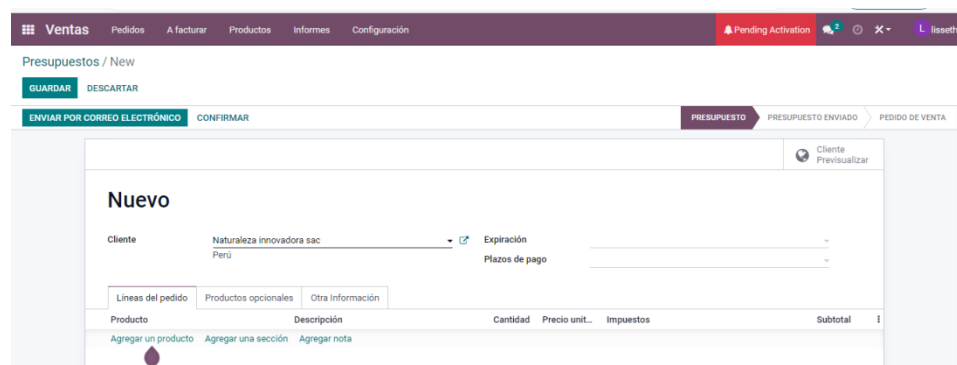 Ventas Pedidos A facturar Productos Informes Configuración Pending Activation 2 L lisseth
Presupuestos / New
GUARDAR DESCARTAR
ENVIAR POR CORREO ELECTRÓNICO CONFIRMAR PRESUPUESTO PRESUPUESTO ENVIADO PEDIDO DE VENTA
Cliente
Previsualizar
Nuevo
Cliente Naturaleza innovadora sac Expiración
Perú Plazos de pago
Líneas del pedido Productos opcionales Otra Información
Producto Descripción Cantidad Precio unit... Impuestos Subtotal
Agregar un producto Agregar una sección Agregar nota